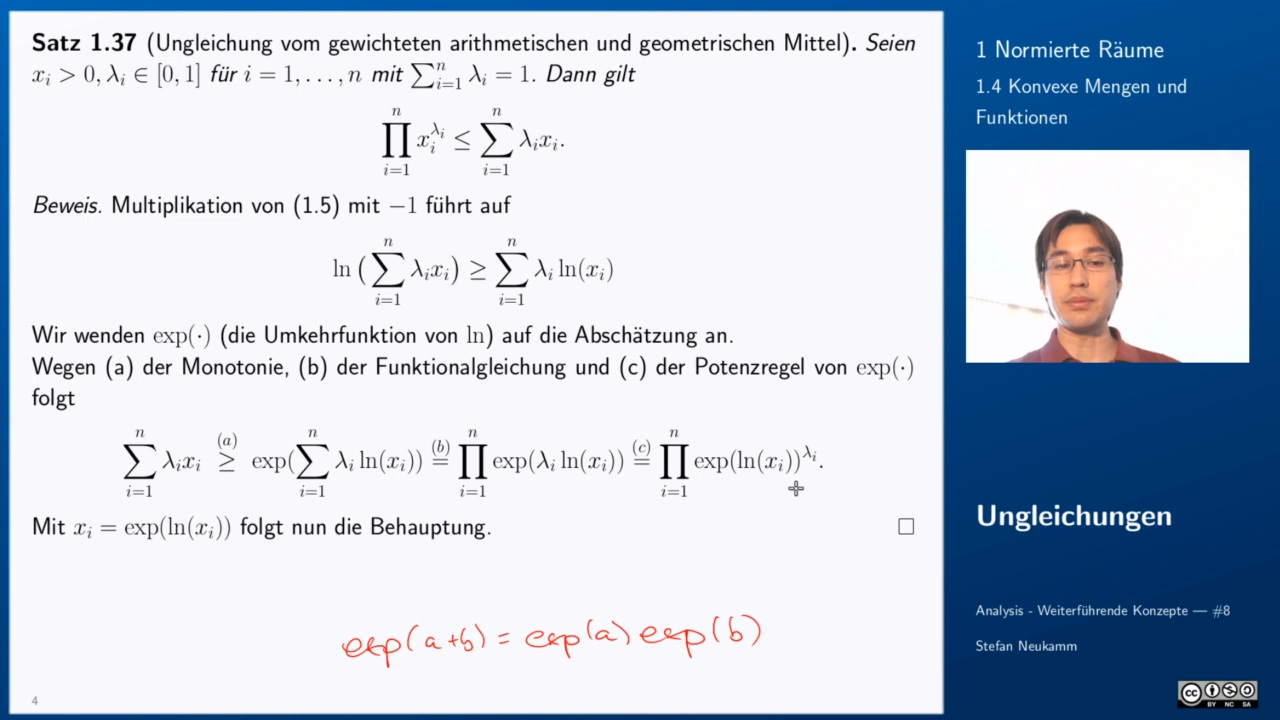 Satz 1.37 (Ungleichung vom gewichteten arithmetischen und geometrischen Mittel). Seien
x_i > 0, λ_i ∈ [0, 1] für i = 1, . . . , n mit ∑_{i=1}^n λ_i = 1. Dann gilt
∏_{i=1}^n x_i^{λ_i} ≤ ∑_{i=1}^n λ_i x_i.
Beweis. Multiplikation von (1.5) mit −1 führt auf
ln (∑_{i=1}^n λ_i x_i) ≥ ∑_{i=1}^n λ_i ln(x_i)
Wir wenden exp(·) (die Umkehrfunktion von ln) auf die Abschätzung an.
Wegen (a) der Monotonie, (b) der Funktionalgleichung und (c) der Potenzregel von exp(·)
folgt
∑_{i=1}^n λ_i x_i ≥^{(a)} exp(∑_{i=1}^n λ_i ln(x_i)) =^{(b)} ∏_{i=1}^n exp(λ_i ln(x_i)) =^{(c)} ∏_{i=1}^n exp(ln(x_i))^{λ_i}.
Mit x_i = exp(ln(x_i)) folgt nun die Behauptung. □
exp(a+b) = exp(a) exp(b)
4
1 Normierte Räume
1.4 Konvexe Mengen und
Funktionen
Ungleichungen
Analysis - Weiterführende Konzepte — #8
Stefan Neukamm
cc
BY NC SA